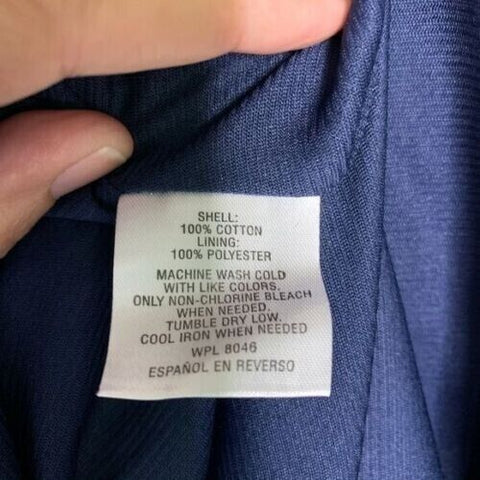 SHELL:
100% COTTON
LINING:
100% POLYESTER
MACHINE WASH COLD
WITH LIKE COLORS.
ONLY NON-CHLORINE BLEACH
WHEN NEEDED.
TUMBLE DRY LOW.
COOL IRON WHEN NEEDED
WPL 8046
ESPAÑOL EN REVERSO